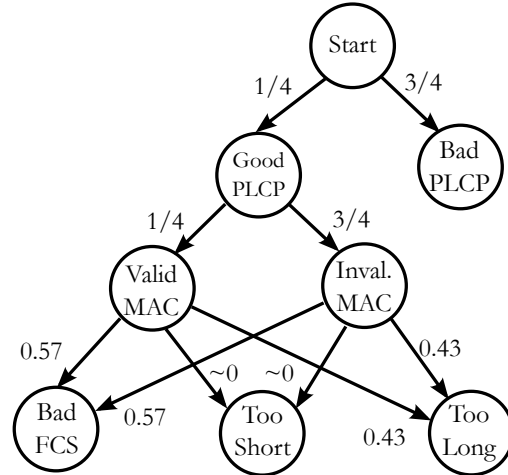 Start
1/4
3/4
Good
PLCP
Bad
PLCP
1/4
3/4
Valid
MAC
Inval.
MAC
0.57
~0
~0
0.43
0.57
0.43
Bad
FCS
Too
Short
Too
Long